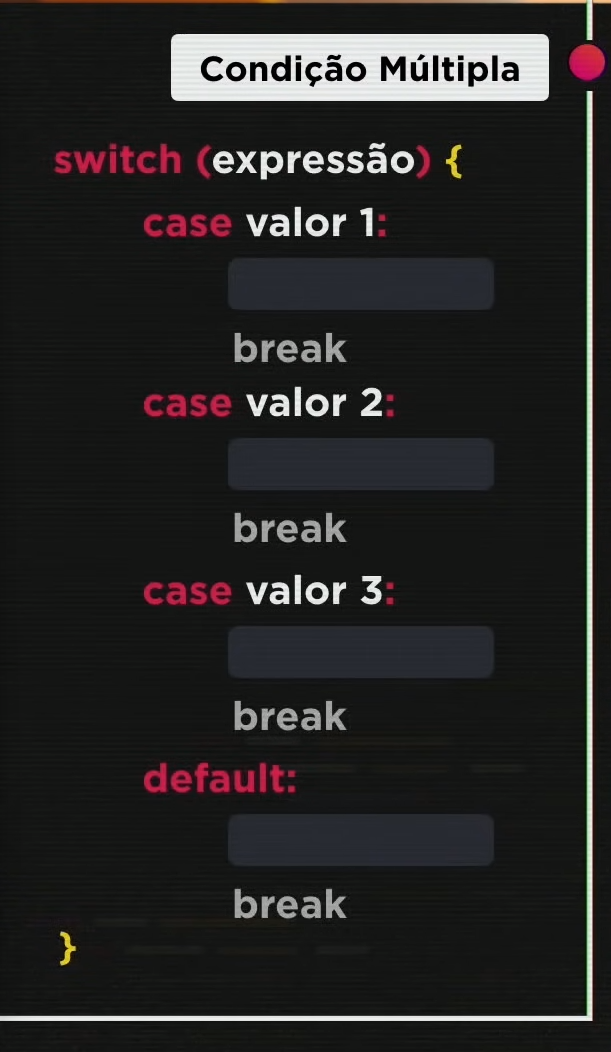 Condição Múltipla
switch (expressão) {
case valor 1:
break
case valor 2:
break
case valor 3:
break
default:
break
}